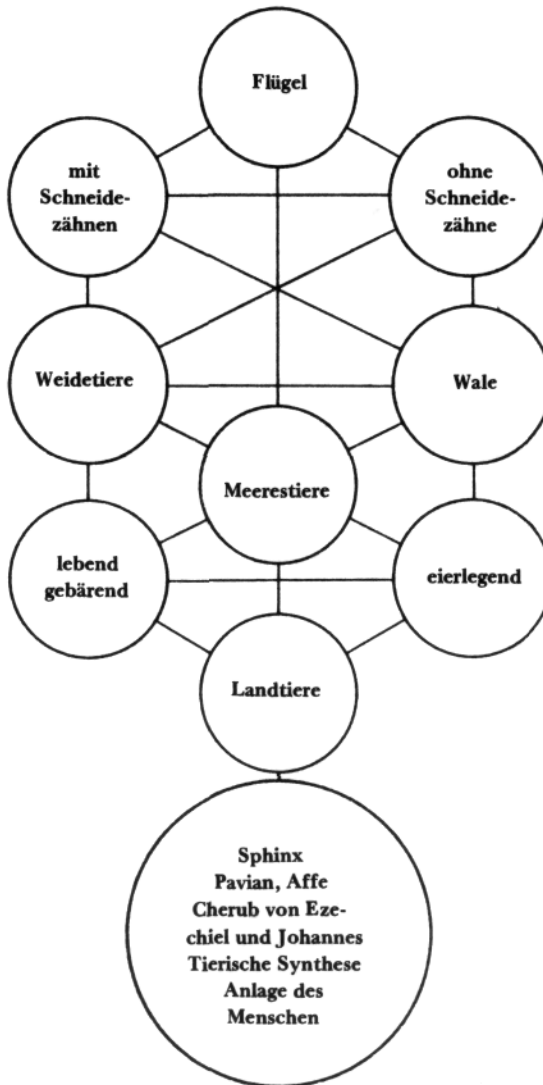 Flügel
mit
Schneide-
zähnen
ohne
Schneide-
zähne
Weidetiere
Wale
Meerestiere
lebend
gebärend
eierlegend
Landtiere
Sphinx
Pavian, Affe
Cherub von Eze-
chiel und Johannes
Tierische Synthese
Anlage des
Menschen